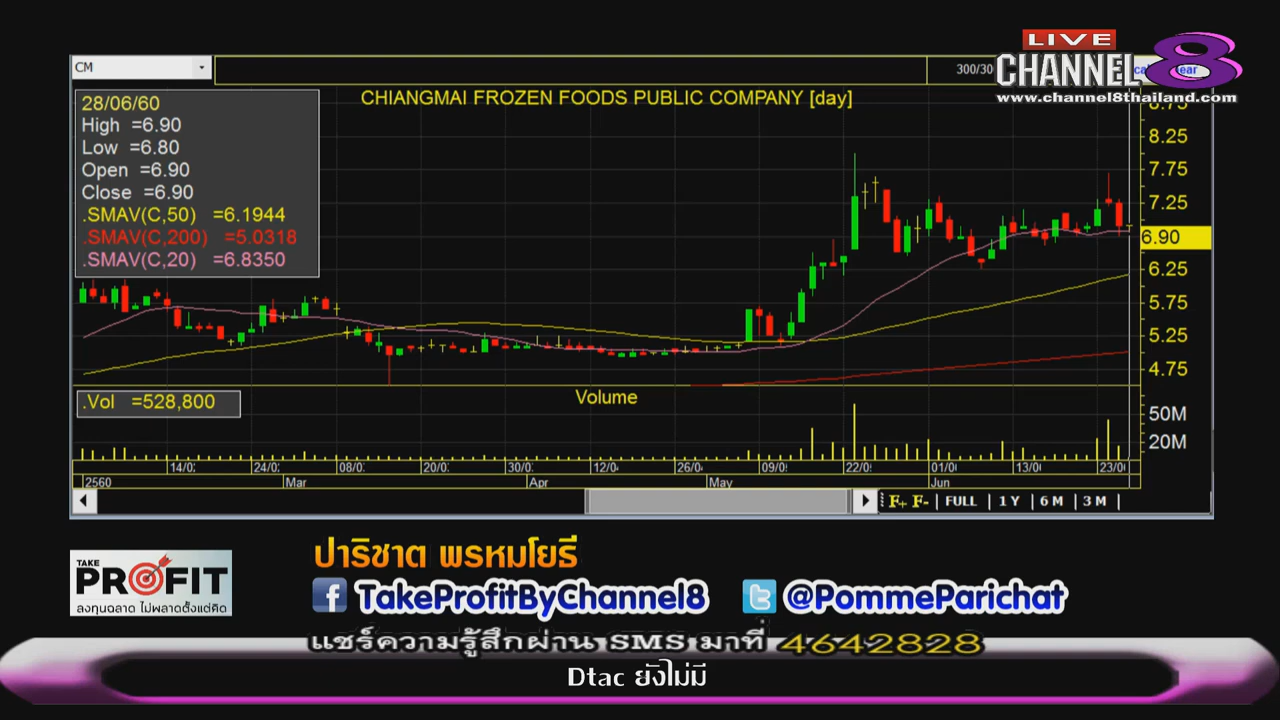 LIVE
CHANNEL 8
www.channel8thailand.com
CM
300/30
CHIANGMAI FROZEN FOODS PUBLIC COMPANY [day]
28/06/60
High =6.90
Low =6.80
Open =6.90
Close =6.90
.SMAV(C,50) =6.1944
.SMAV(C,200) =5.0318
.SMAV(C,20) =6.8350
8.75
8.25
7.75
7.25
6.90
6.25
5.75
5.25
4.75
.Vol =528,800
Volume
50M
20M
14/0 24/0 08/0 20/0 30/0 12/0 26/0 09/0 22/0 01/0 13/0 23/0
2560 Mar Apr May Jun
F+ F- | FULL | 1 Y | 6 M | 3 M |
TAKE PROFIT
ลงทุนฉลาด ไม่พลาดตั้งแต่คิด
ปาริชาต พรหมโยธี
TakeProfitByChannel8 @PommeParichat
แชร์ความรู้สึกผ่าน SMS มาที่ 4642828
Dtac ยังไม่มี